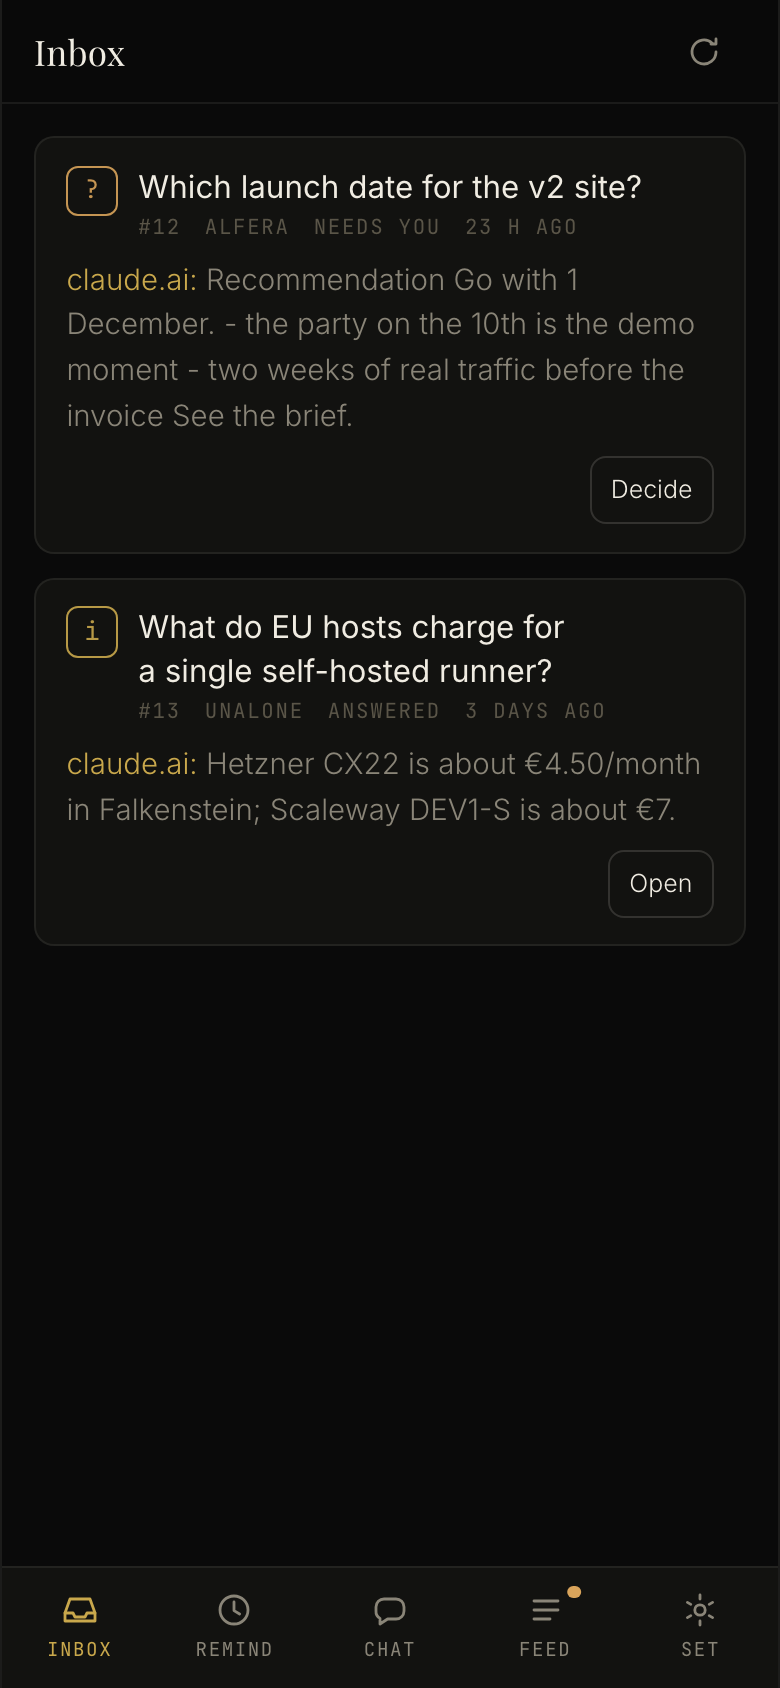 Inbox
?
Which launch date for the v2 site?
#12 ALFERA NEEDS YOU 23 H AGO
claude.ai: Recommendation Go with 1
December. - the party on the 10th is the demo
moment - two weeks of real traffic before the
invoice See the brief.
Decide
i
What do EU hosts charge for
a single self-hosted runner?
#13 UNALONE ANSWERED 3 DAYS AGO
claude.ai: Hetzner CX22 is about €4.50/month
in Falkenstein; Scaleway DEV1-S is about €7.
Open
INBOX REMIND CHAT FEED SET